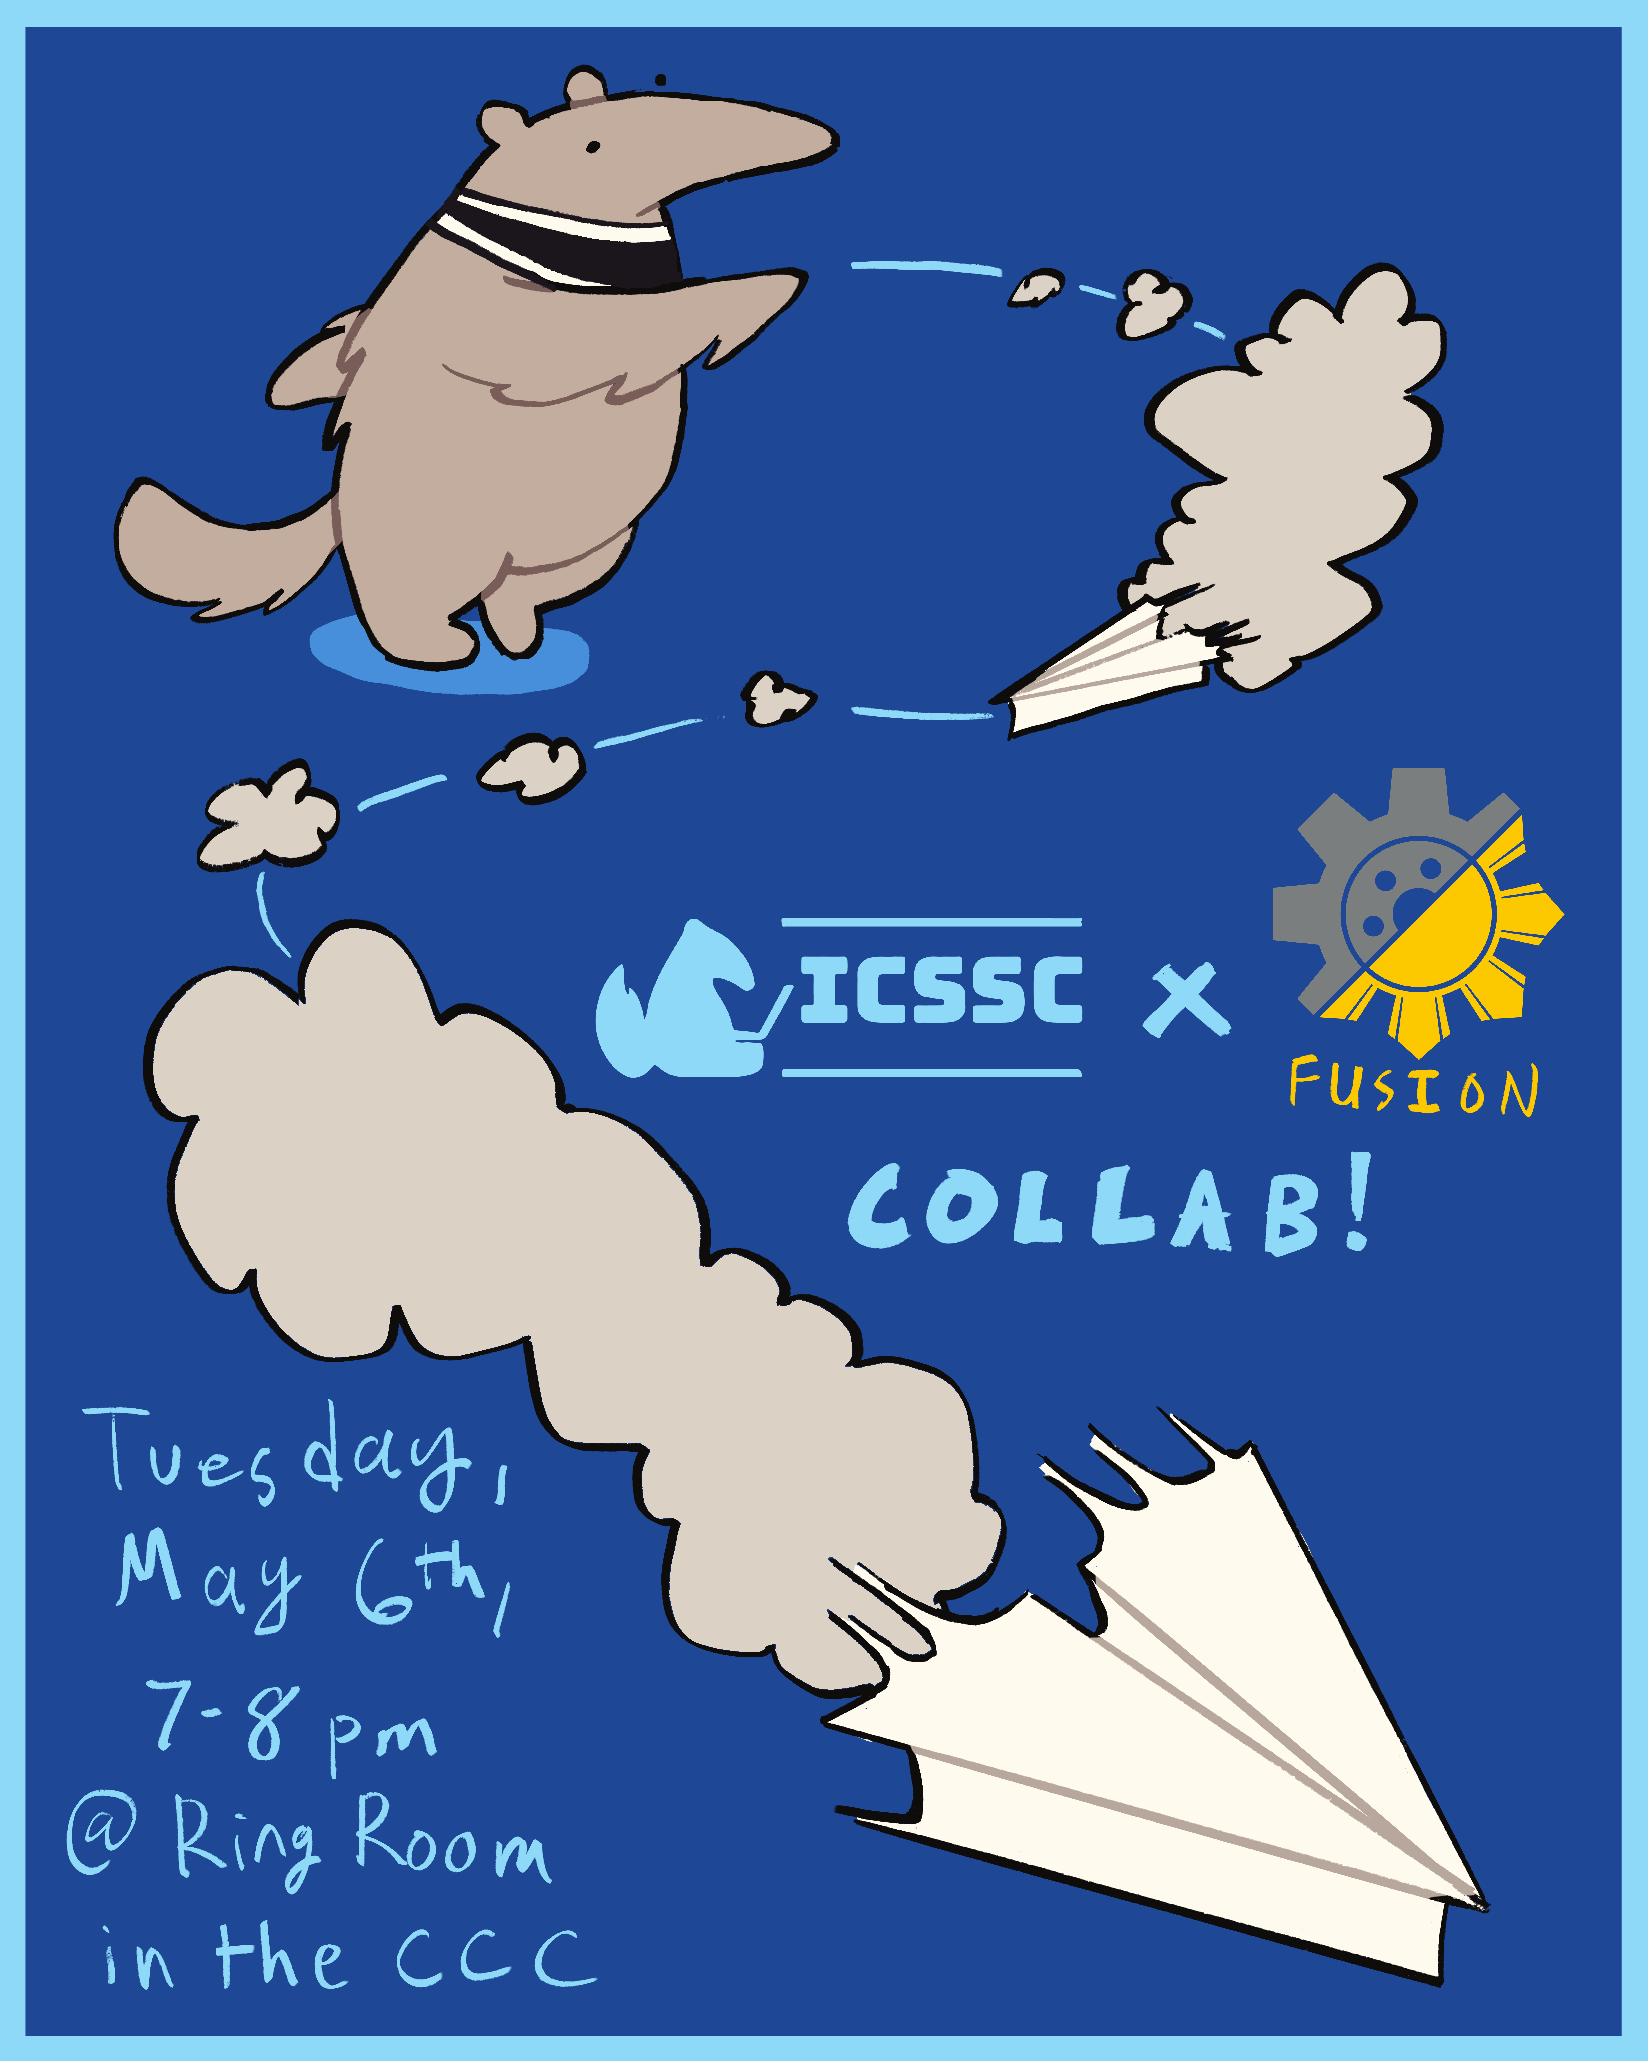 ICSSC x
FUSION
COLLAB!
Tuesday,
May 6th,
7-8 pm
@ Ring Room
in the CCC